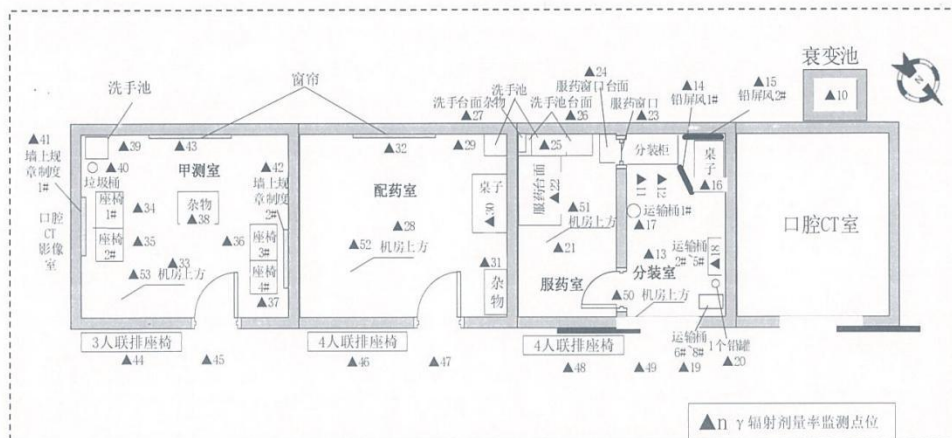 衰变池
▲10
N
洗手池
窗帘
▲24
服药窗口台面
洗手池
▲14
铅屏风1#
▲15
铅屏风2#
洗手台面杂物
▲27
洗手池台面
▲26
服药窗口
▲23
▲41
墙上规
章制度
1#
▲39
▲43
▲40
垃圾桶
甲测室
▲42
墙上规
章制度
2#
▲32
▲29
▲25
分装柜
桌
子
▲16
口腔
CT
影像
室
座椅
1#
▲34
杂物
▲38
座椅
2#
▲35
▲36
座椅
3#
座椅
4#
▲37
▲33
▲53 机房上方
配药室
▲28
▲52 机房上方
桌子
▲30
▲31
杂
物
服药台面
▲22
▲51
机房上方
▲21
服药室
▲11
▲12
运输桶1#
▲17
▲13
运输桶
2#~5#
▲18
分装室
▲50 机房上方
口腔CT室
3人联排座椅
▲44
▲45
4人联排座椅
▲46
▲47
4人联排座椅
▲48
▲49
运输桶
6#~8#
▲19
1个铅罐
▲20
▲n γ辐射剂量率监测点位